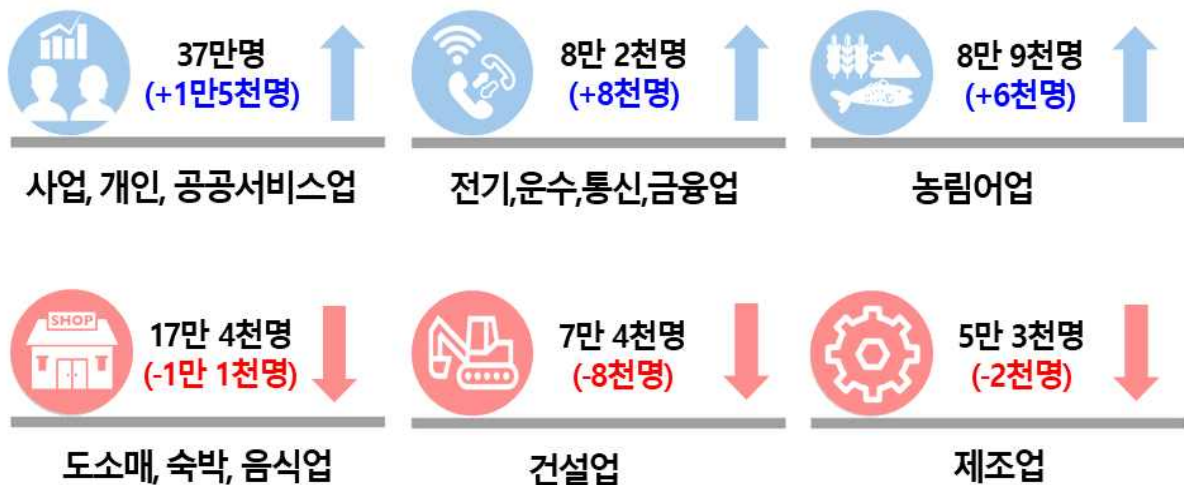 37만명
(+1만5천명)
사업, 개인, 공공서비스업
8만 2천명
(+8천명)
전기,운수,통신,금융업
8만 9천명
(+6천명)
농림어업
SHOP
17만 4천명
(-1만 1천명)
도소매, 숙박, 음식업
7만 4천명
(-8천명)
건설업
5만 3천명
(-2천명)
제조업